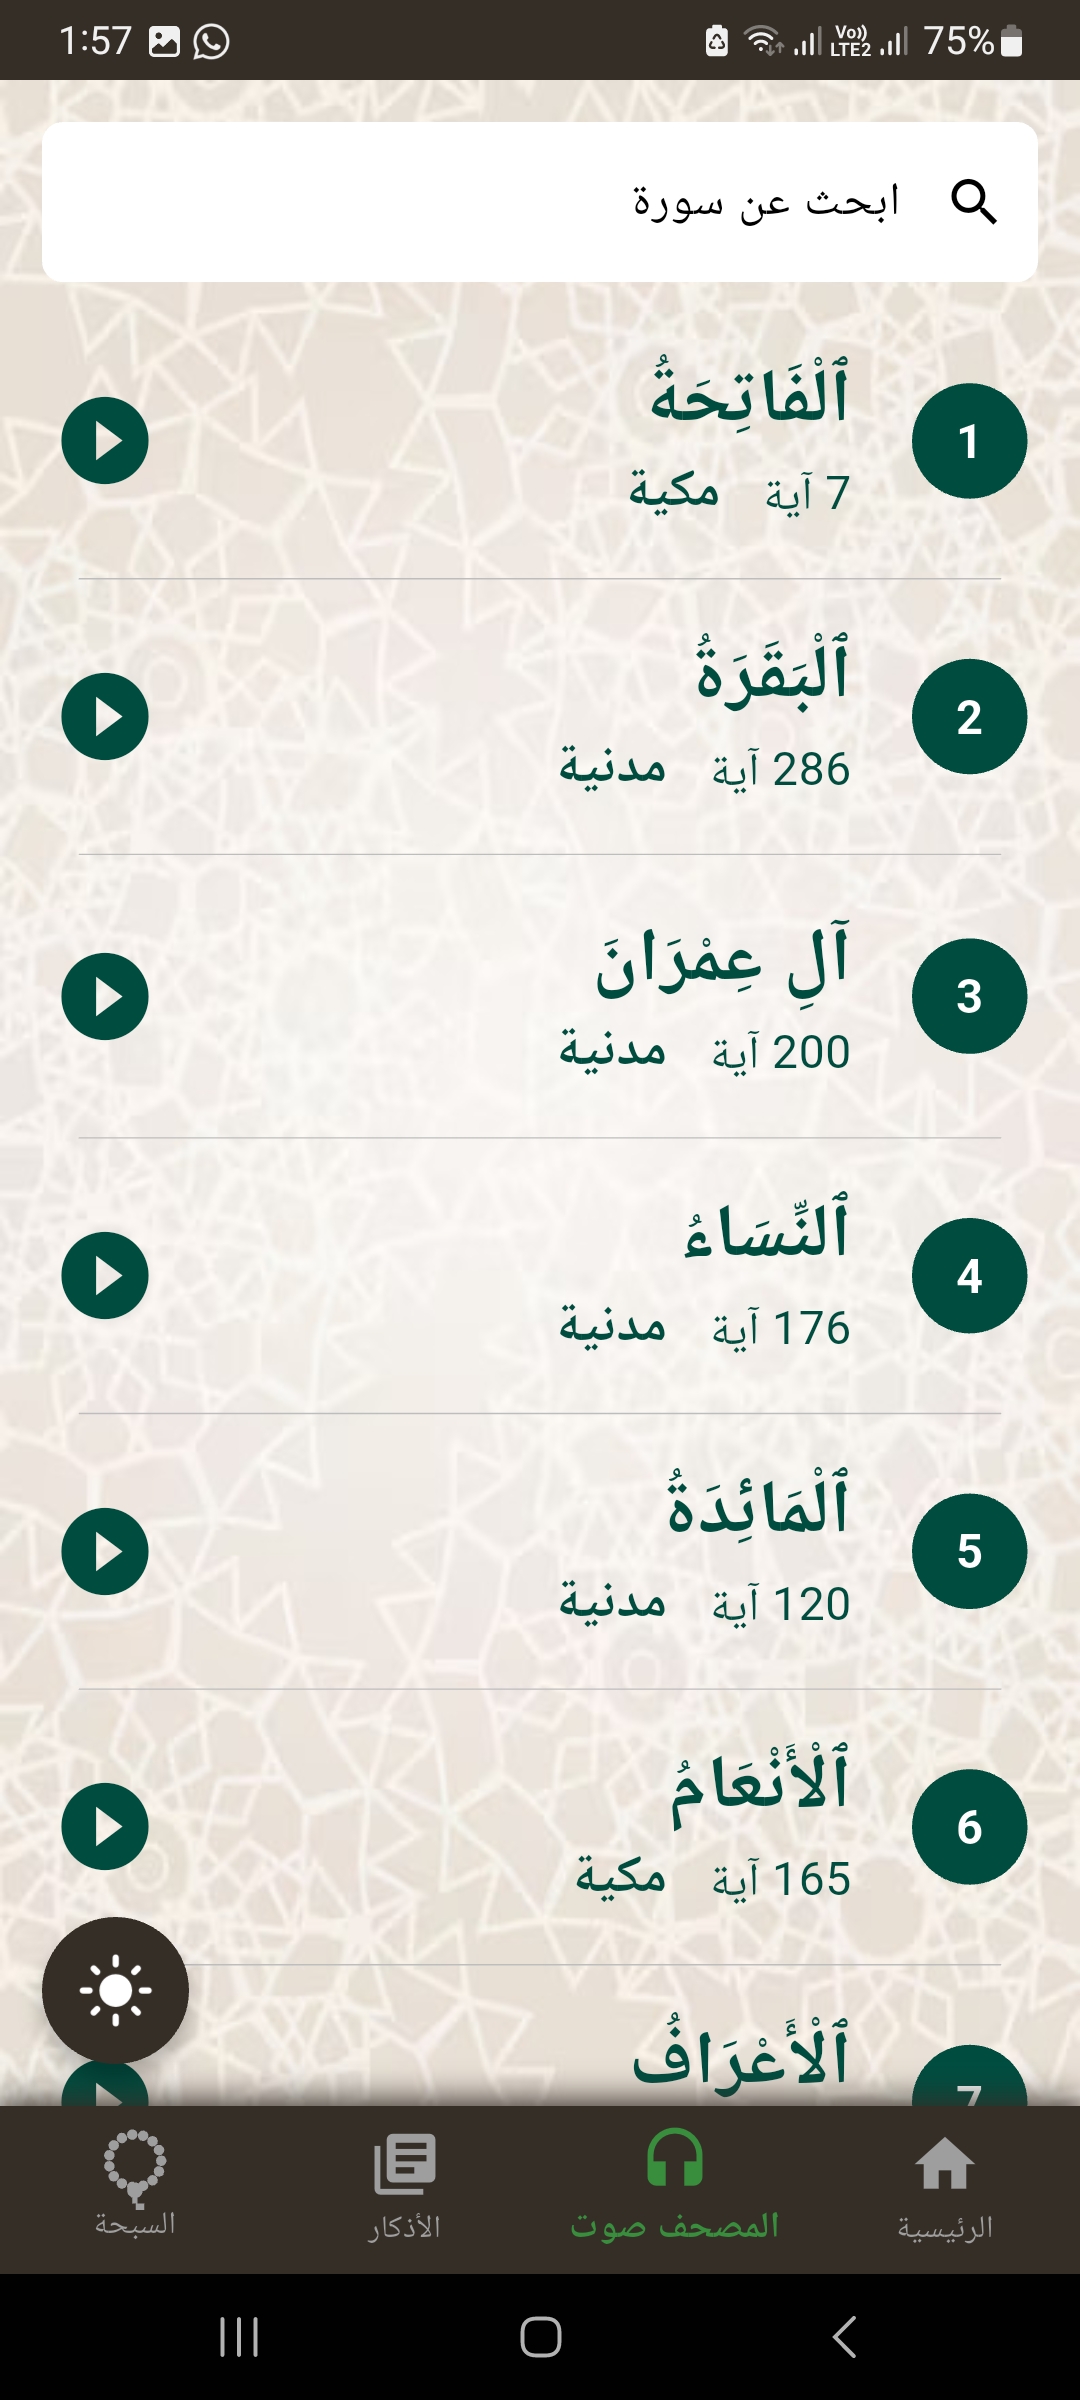 1:57
Vo)) LTE2 75%
ابحث عن سورة
1
ٱلْفَاتِحَةُ
7 آية مكية
2
ٱلْبَقَرَةُ
286 آية مدنية
3
آلِ عِمْرَانَ
200 آية مدنية
4
ٱلنِّسَاءُ
176 آية مدنية
5
ٱلْمَائِدَةُ
120 آية مدنية
6
ٱلْأَنْعَامُ
165 آية مكية
7
ٱلْأَعْرَافُ
الرئيسية
المصحف صوت
الأذكار
السبحة